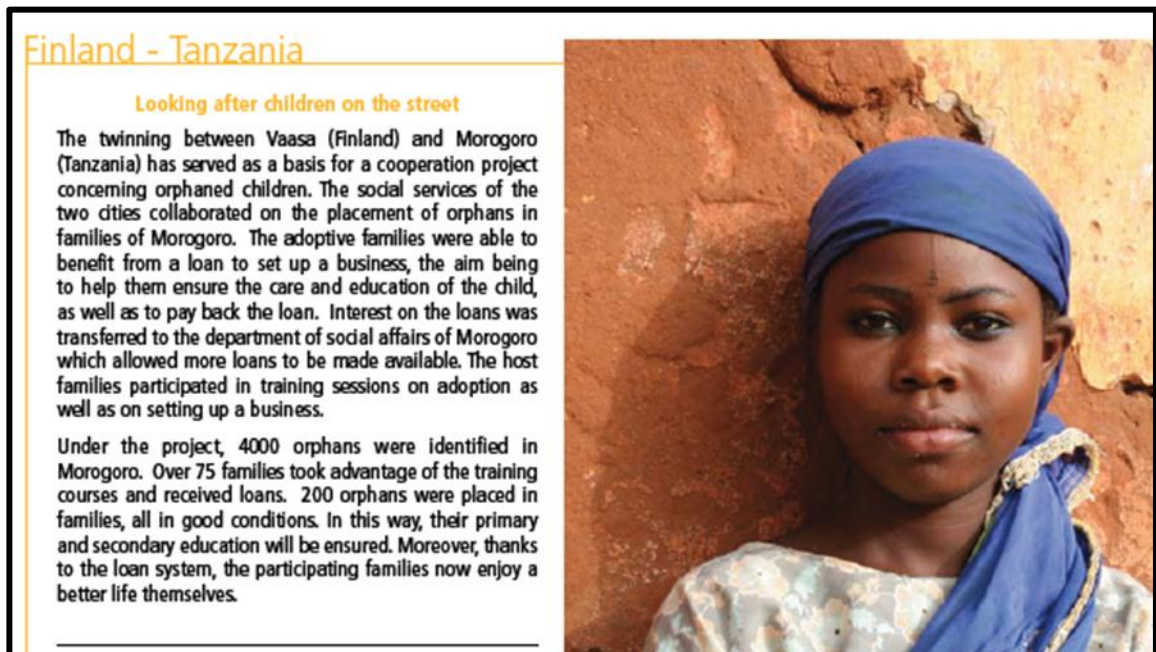 Finland - Tanzania
Looking after children on the street
The twinning between Vaasa (Finland) and Morogoro
(Tanzania) has served as a basis for a cooperation project
concerning orphaned children. The social services of the
two cities collaborated on the placement of orphans in
families of Morogoro. The adoptive families were able to
benefit from a loan to set up a business, the aim being
to help them ensure the care and education of the child,
as well as to pay back the loan. Interest on the loans was
transferred to the department of social affairs of Morogoro
which allowed more loans to be made available. The host
families participated in training sessions on adoption as
well as on setting up a business.
Under the project, 4000 orphans were identified in
Morogoro. Over 75 families took advantage of the training
courses and received loans. 200 orphans were placed in
families, all in good conditions. In this way, their primary
and secondary education will be ensured. Moreover, thanks
to the loan system, the participating families now enjoy a
better life themselves.